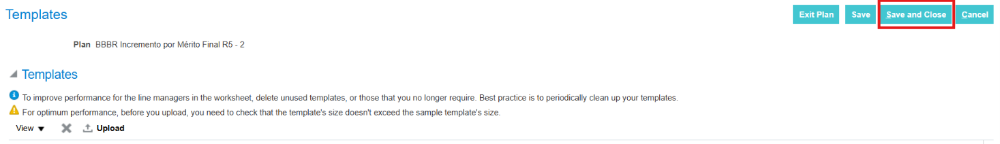 Templates
Exit Plan Save Save and Close Cancel
Plan BBBR Incremento por Mérito Final R5 - 2
Templates
To improve performance for the line managers in the worksheet, delete unused templates, or those that you no longer require. Best practice is to periodically clean up your templates.
For optimum performance, before you upload, you need to check that the template's size doesn't exceed the sample template's size.
View Upload